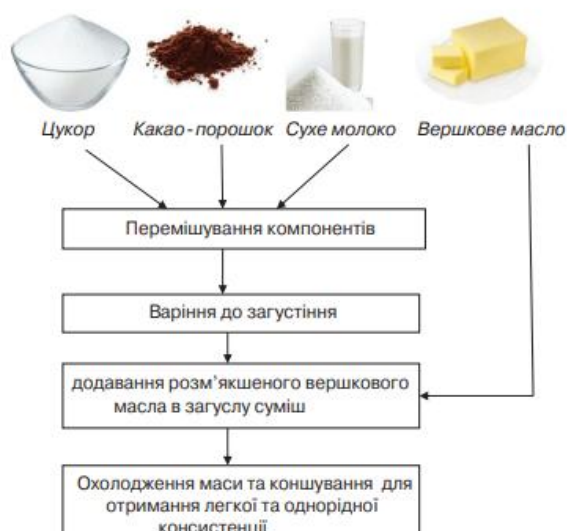 Цукор Какао - порошок Сухе молоко Вершкове масло
Перемішування компонентів
Варіння до загустіння
додавання розм’якшеного вершкового
масла в загуслу суміш
Охолодження маси та коншування для
отримання легкої та однорідної
консистенції